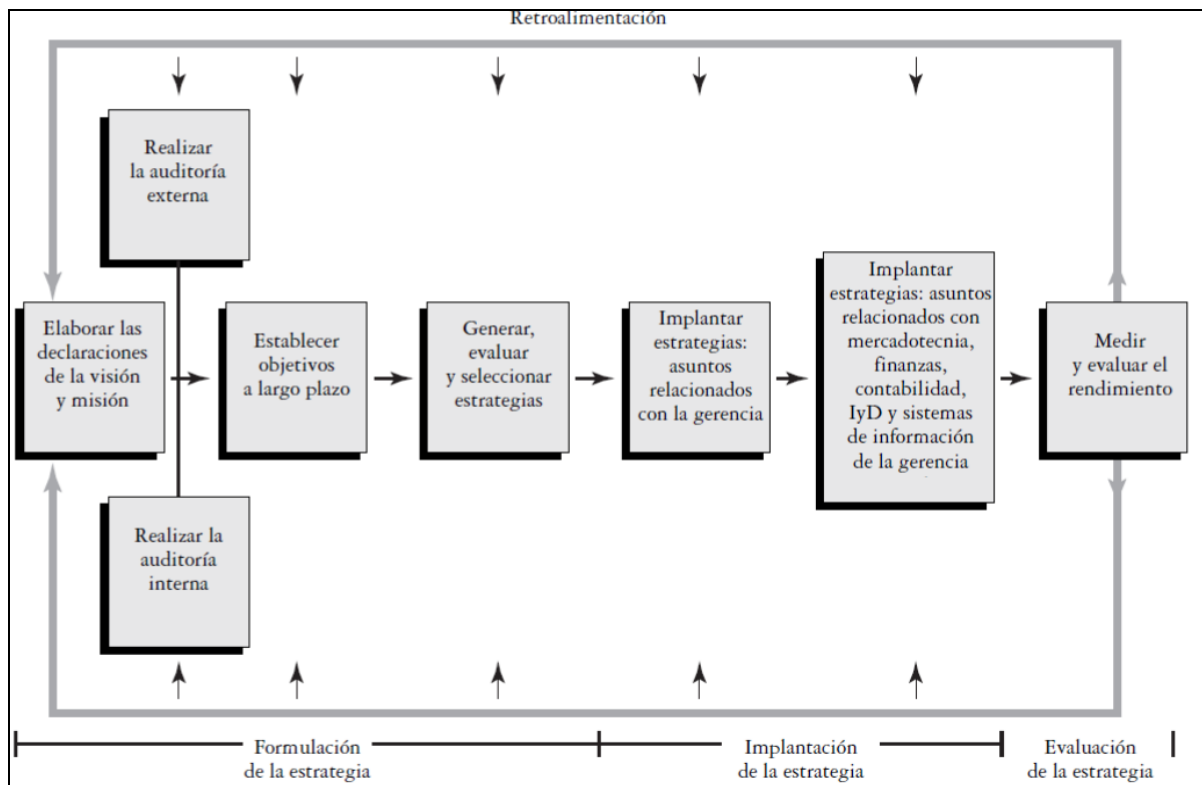 Retroalimentación
Realizar
la auditoría
externa
Elaborar las
declaraciones
de la visión
y misión
Realizar la
auditoría
interna
Establecer
objetivos
a largo plazo
Generar,
evaluar
y seleccionar
estrategias
Implantar
estrategias:
asuntos
relacionados
con la gerencia
Implantar
estrategias: asuntos
relacionados con
mercadotecnia,
finanzas,
contabilidad,
IyD y sistemas
de información
de la gerencia
Medir
y evaluar el
rendimiento
Formulación
de la estrategia
Implantación
de la estrategia
Evaluación
de la estrategia